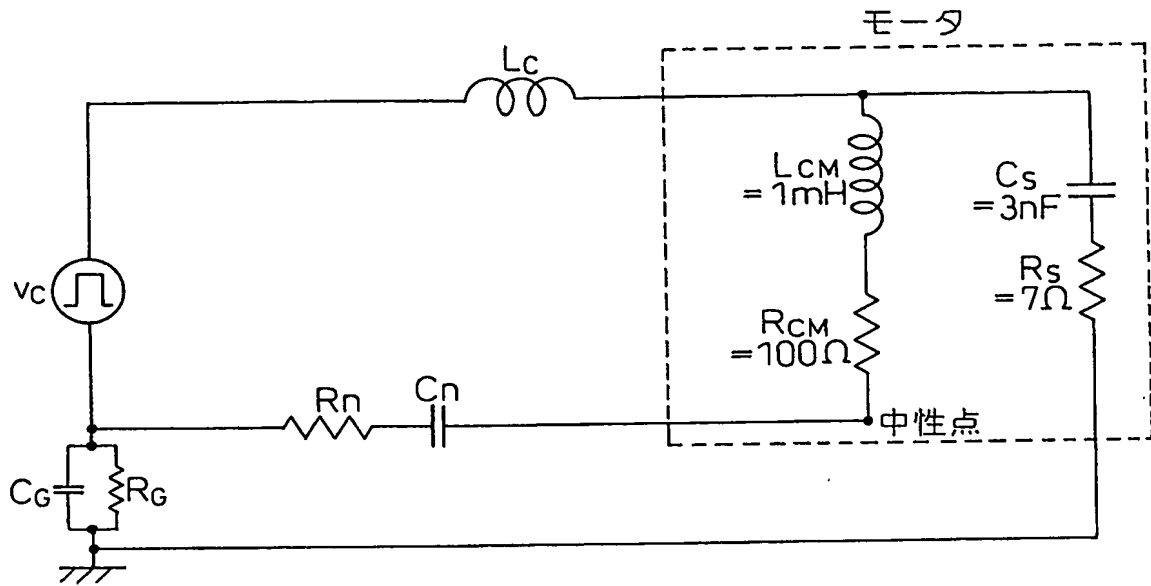 モータ
Lc
LCM
=1mH
Cs
=3nF
Rs
=7Ω
RCM
=100Ω
vc
Rn
Cn
中性点
CG
RG